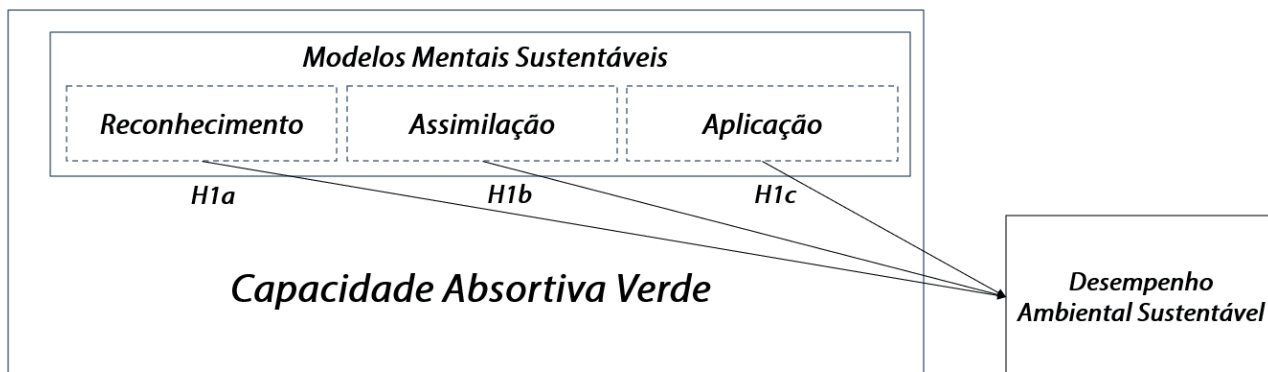 Modelos Mentais Sustentáveis
Reconhecimento
Assimilação
Aplicação
H1a
H1b
H1c
Capacidade Absortiva Verde
Desempenho
Ambiental Sustentável